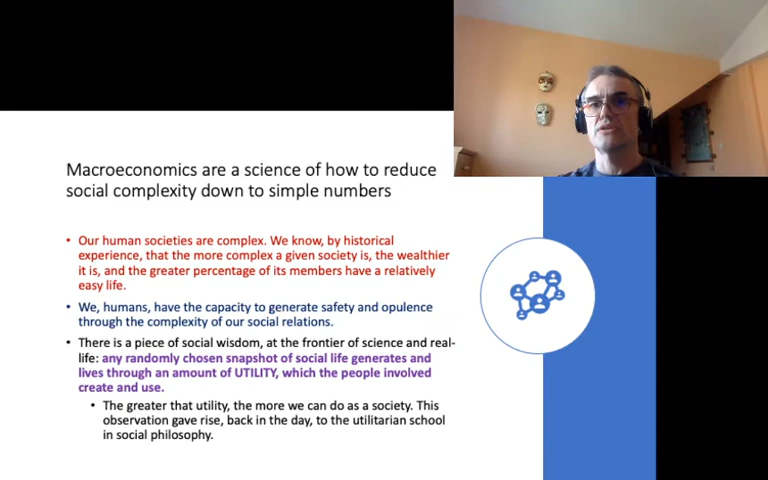 Macroeconomics are a science of how to reduce
social complexity down to simple numbers
• Our human societies are complex. We know, by historical
experience, that the more complex a given society is, the wealthier
it is, and the greater percentage of its members have a relatively
easy life.
• We, humans, have the capacity to generate safety and opulence
through the complexity of our social relations.
• There is a piece of social wisdom, at the frontier of science and real-
life: any randomly chosen snapshot of social life generates and
lives through an amount of UTILITY, which the people involved
create and use.
• The greater that utility, the more we can do as a society. This
observation gave rise, back in the day, to the utilitarian school
in social philosophy.